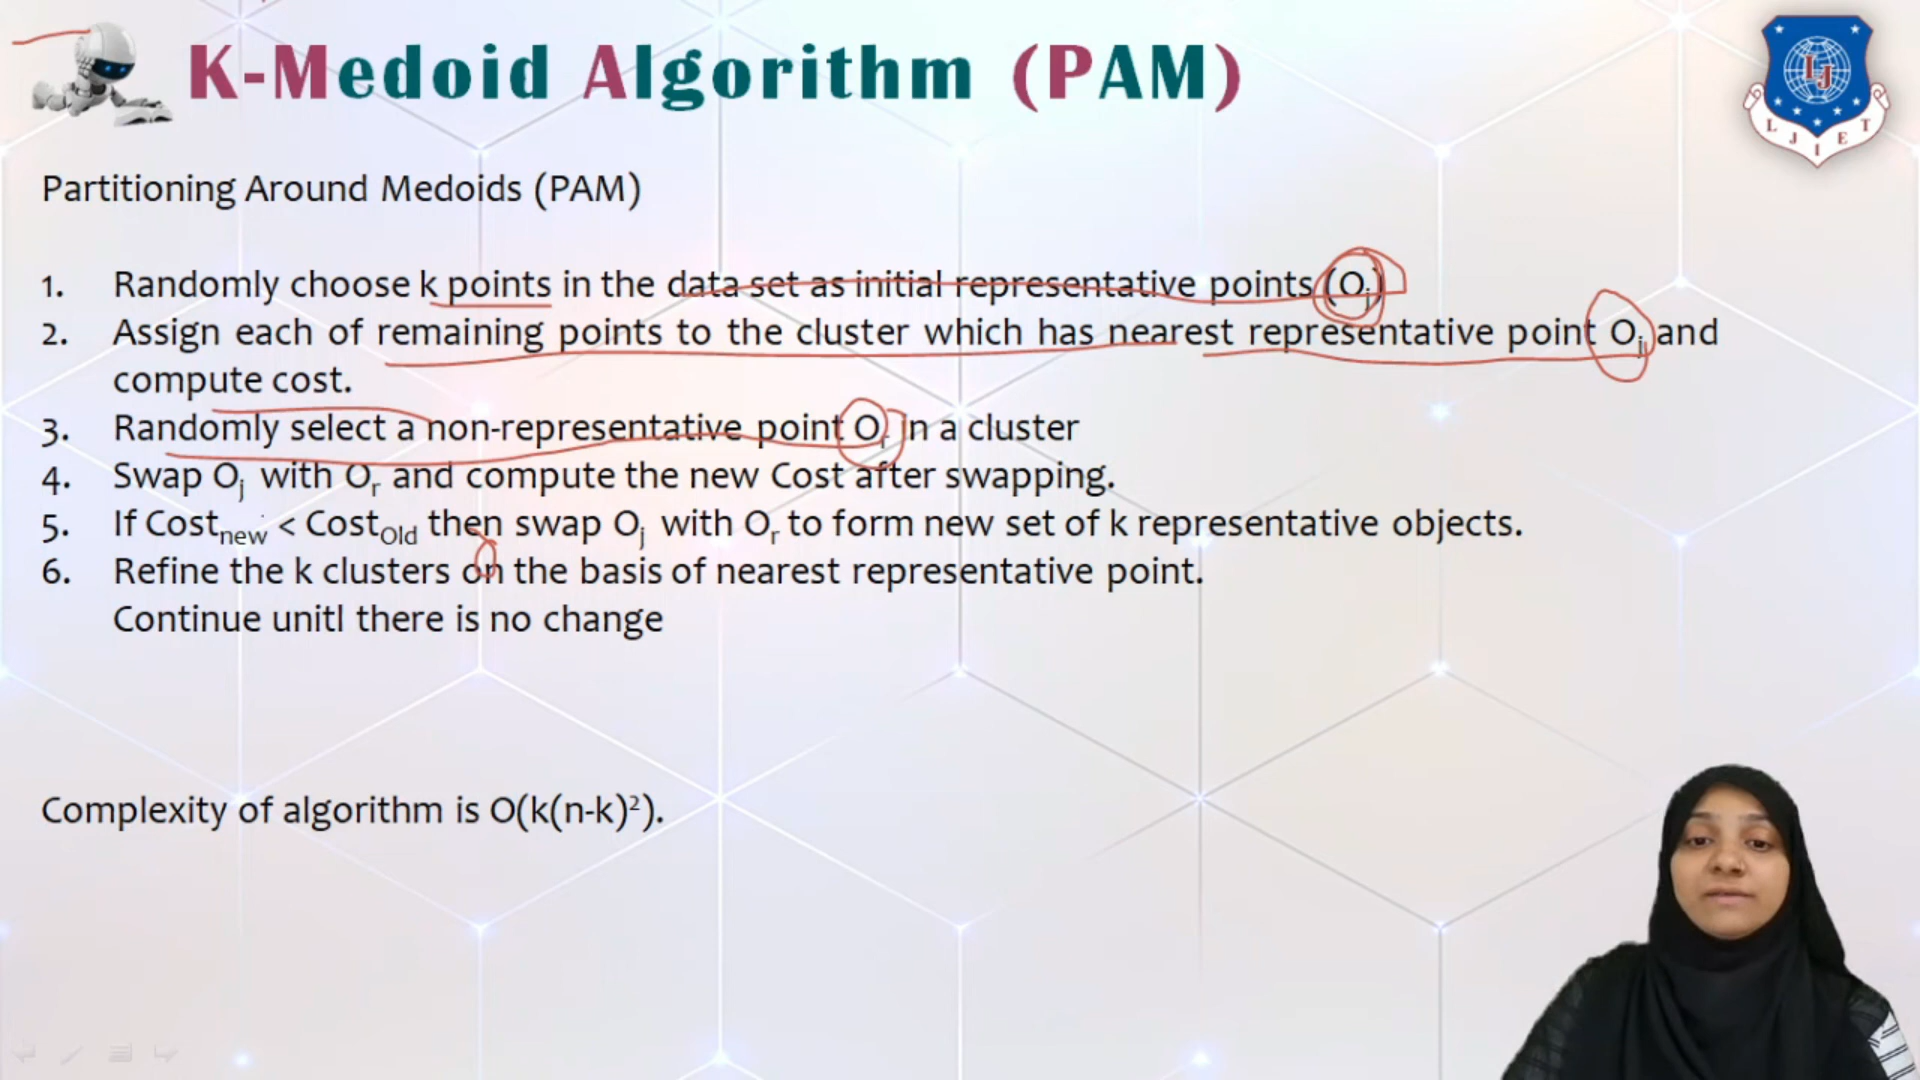 K-Medoid Algorithm (PAM)
Partitioning Around Medoids (PAM)
1. Randomly choose k points in the data set as initial representative points (Oj)
2. Assign each of remaining points to the cluster which has nearest representative point Oj and
compute cost.
3. Randomly select a non-representative point Or in a cluster
4. Swap Oj with Or and compute the new Cost after swapping.
5. If Costnew < CostOld then swap Oj with Or to form new set of k representative objects.
6. Refine the k clusters on the basis of nearest representative point.
Continue unitl there is no change
Complexity of algorithm is O(k(n-k)²).
LJ
L J I E T